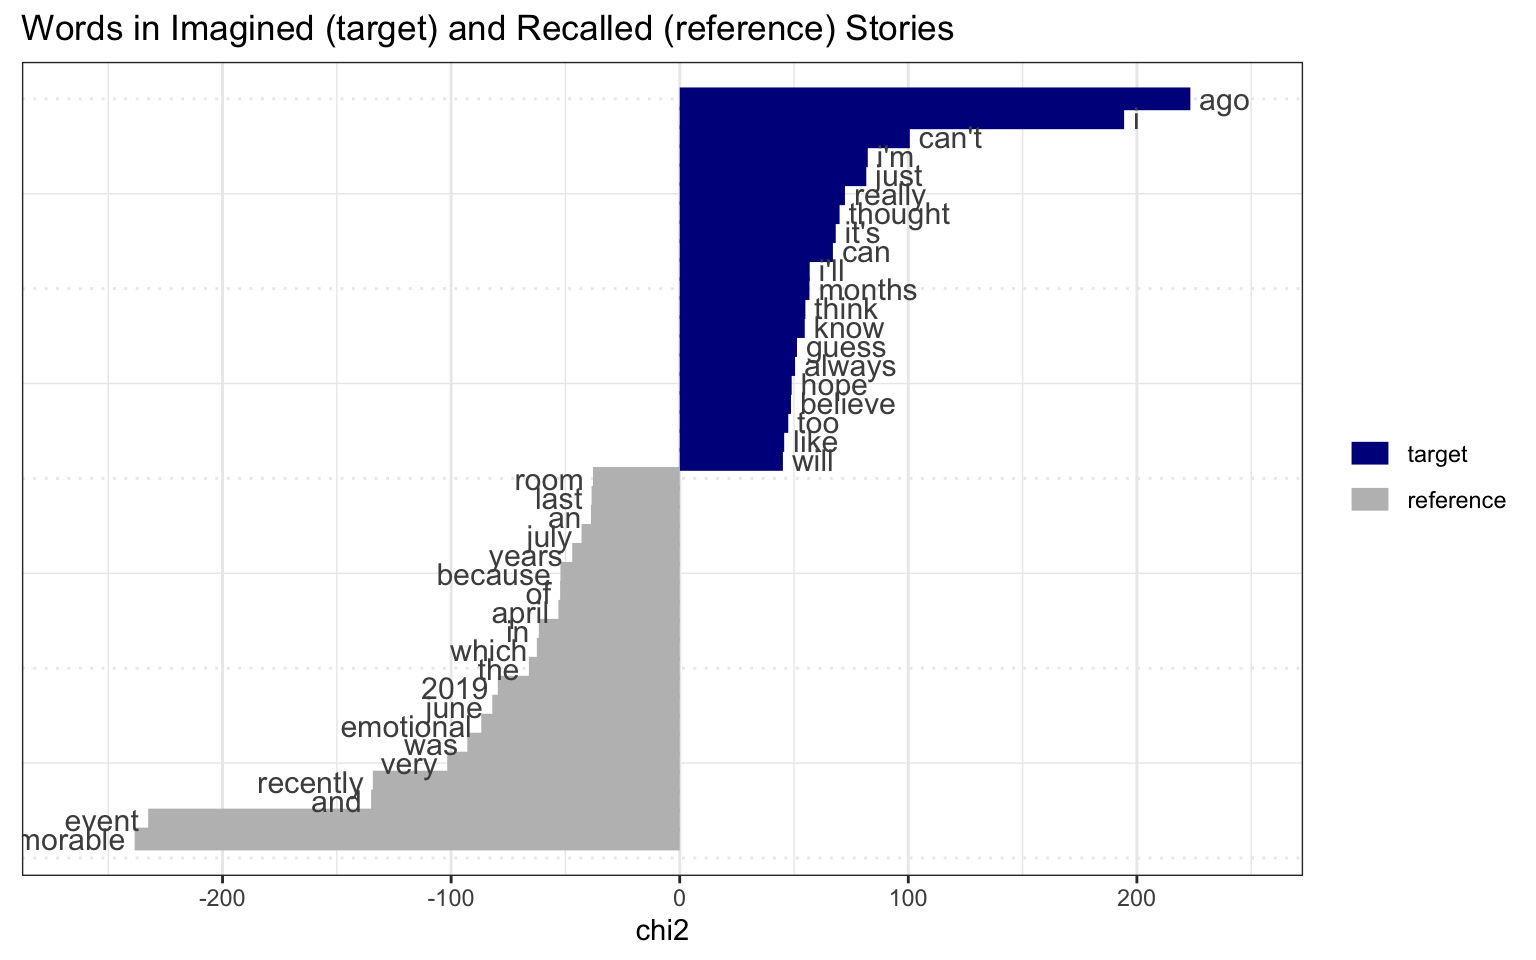 Words in Imagined (target) and Recalled (reference) Stories
ago
i
can't
i'm
just
really
thought
it's
can
i'll
months
think
know
guess
always
hope
believe
too
like
will
room
last
an
july
years
because
of
april
in
which
the
2019
june
emotional
was
very
recently
and
event
morable
-200 -100 0 100 200
chi2
target
reference